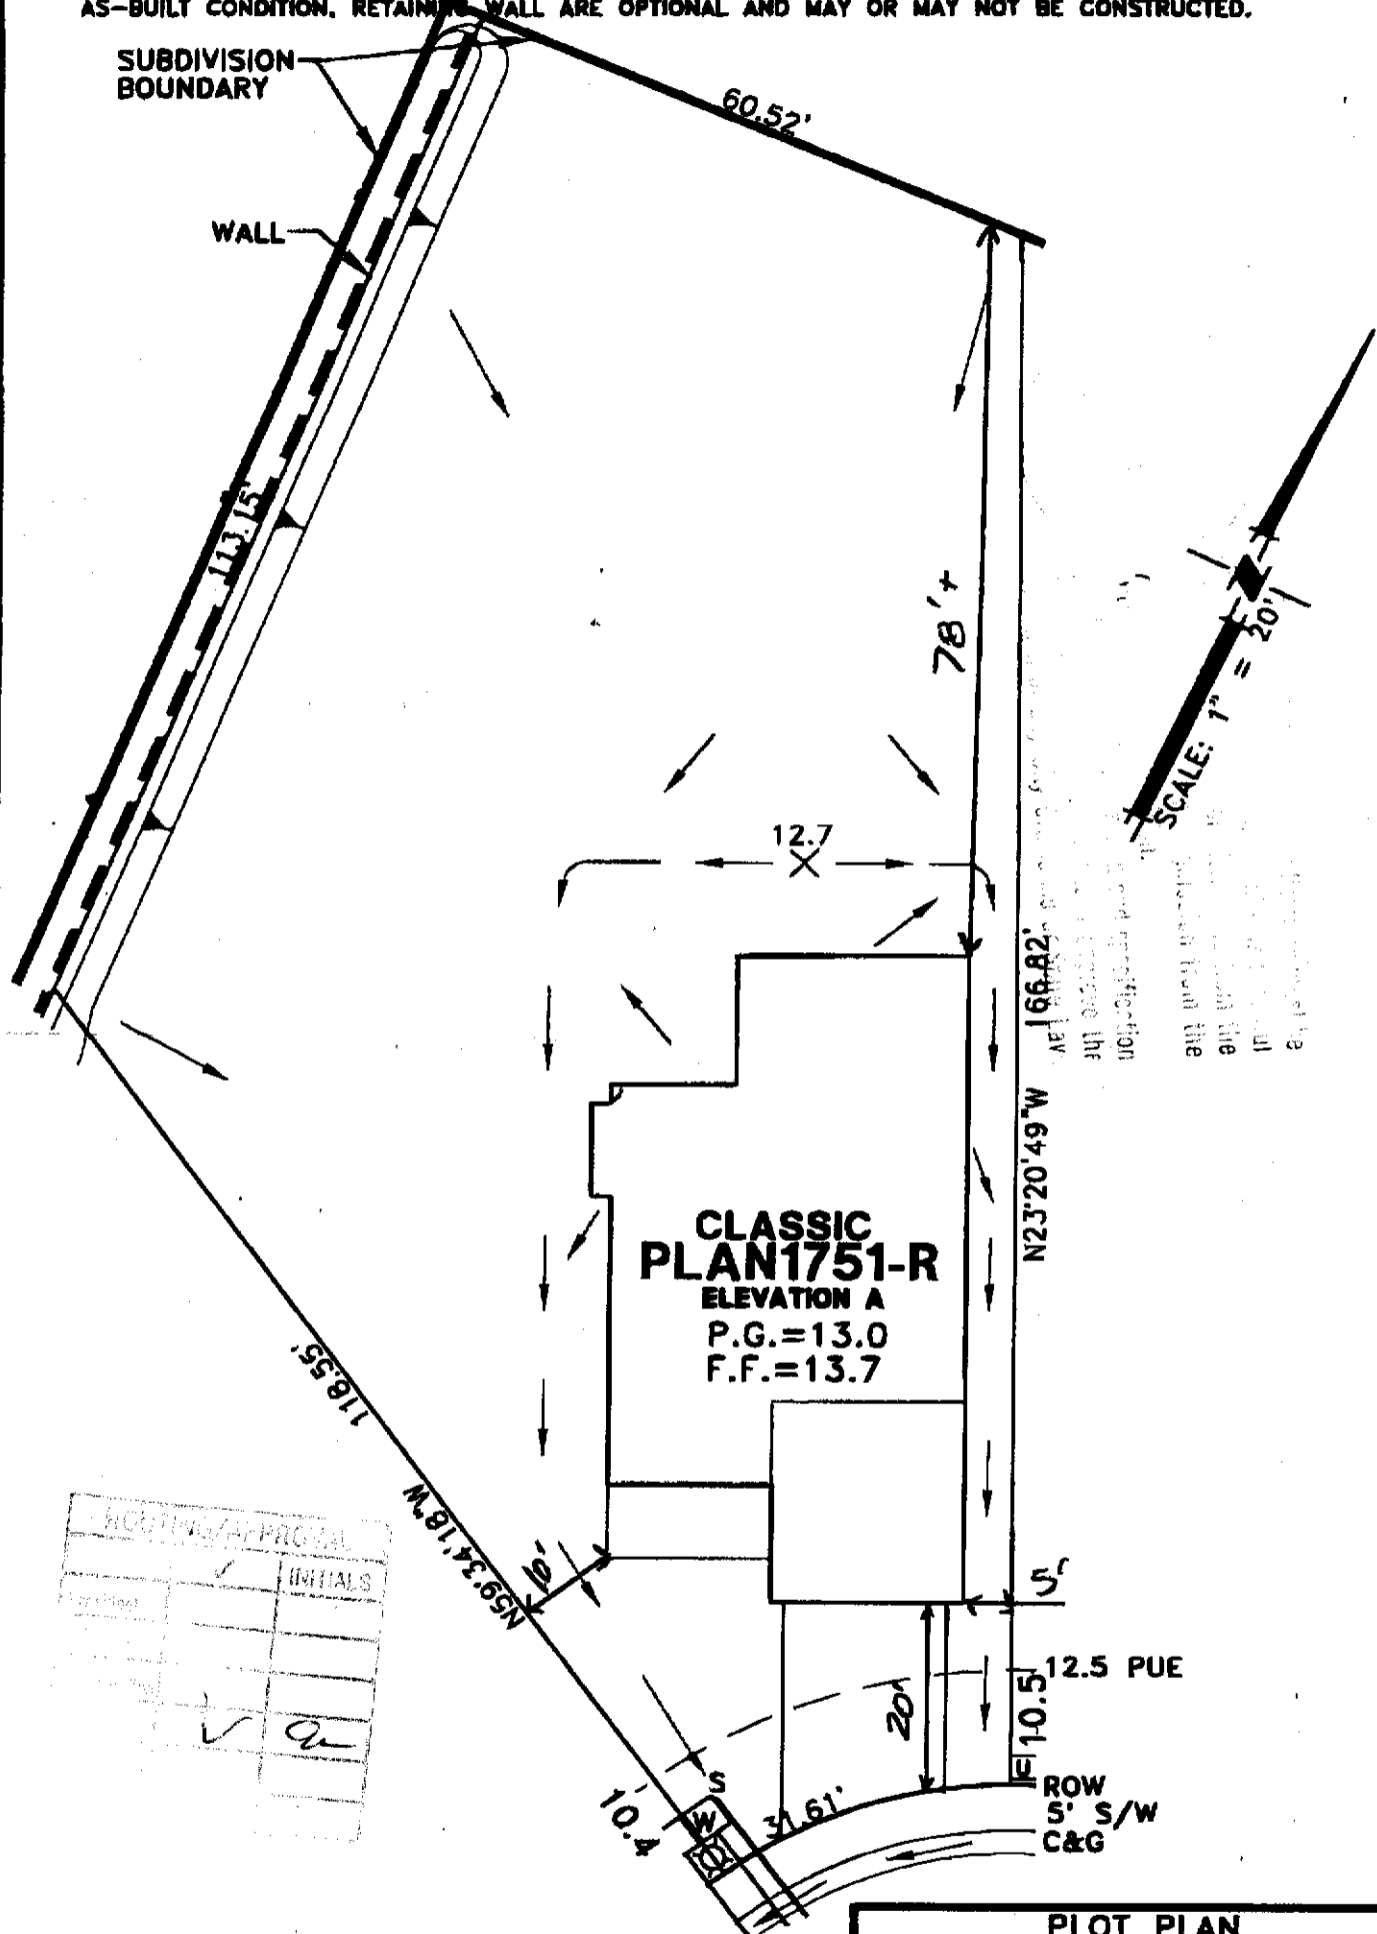 AS-BUILT CONDITION. RETAINING WALL ARE OPTIONAL AND MAY OR MAY NOT BE CONSTRUCTED.
SUBDIVISION
BOUNDARY
60.52'
WALL
113.15'
78'+
SCALE: 1" = 20'
N
12.7
166.82'
N23°20'49"W
CLASSIC
PLAN1751-R
ELEVATION A
P.G.=13.0
F.F.=13.7
118.55'
N59°34'18"W
ROUTING/APPROVAL
INITIALS
5'
20'
12.5 PUE
10.5
10.4
S
W
31.61'
ROW
5' S/W
C&G
PLOT PLAN